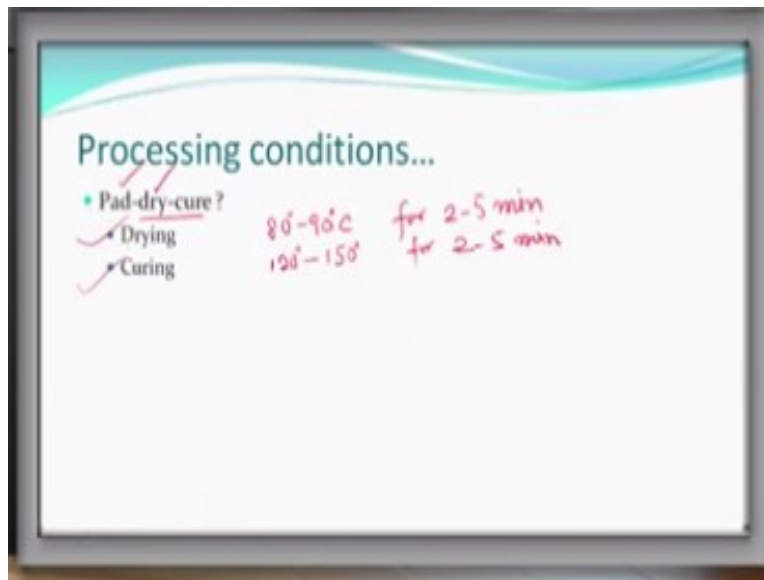 Processing conditions...
• Pad-dry-cure?
• Drying 80°-90°C for 2-5 min
• Curing 120°-150° for 2-5 min